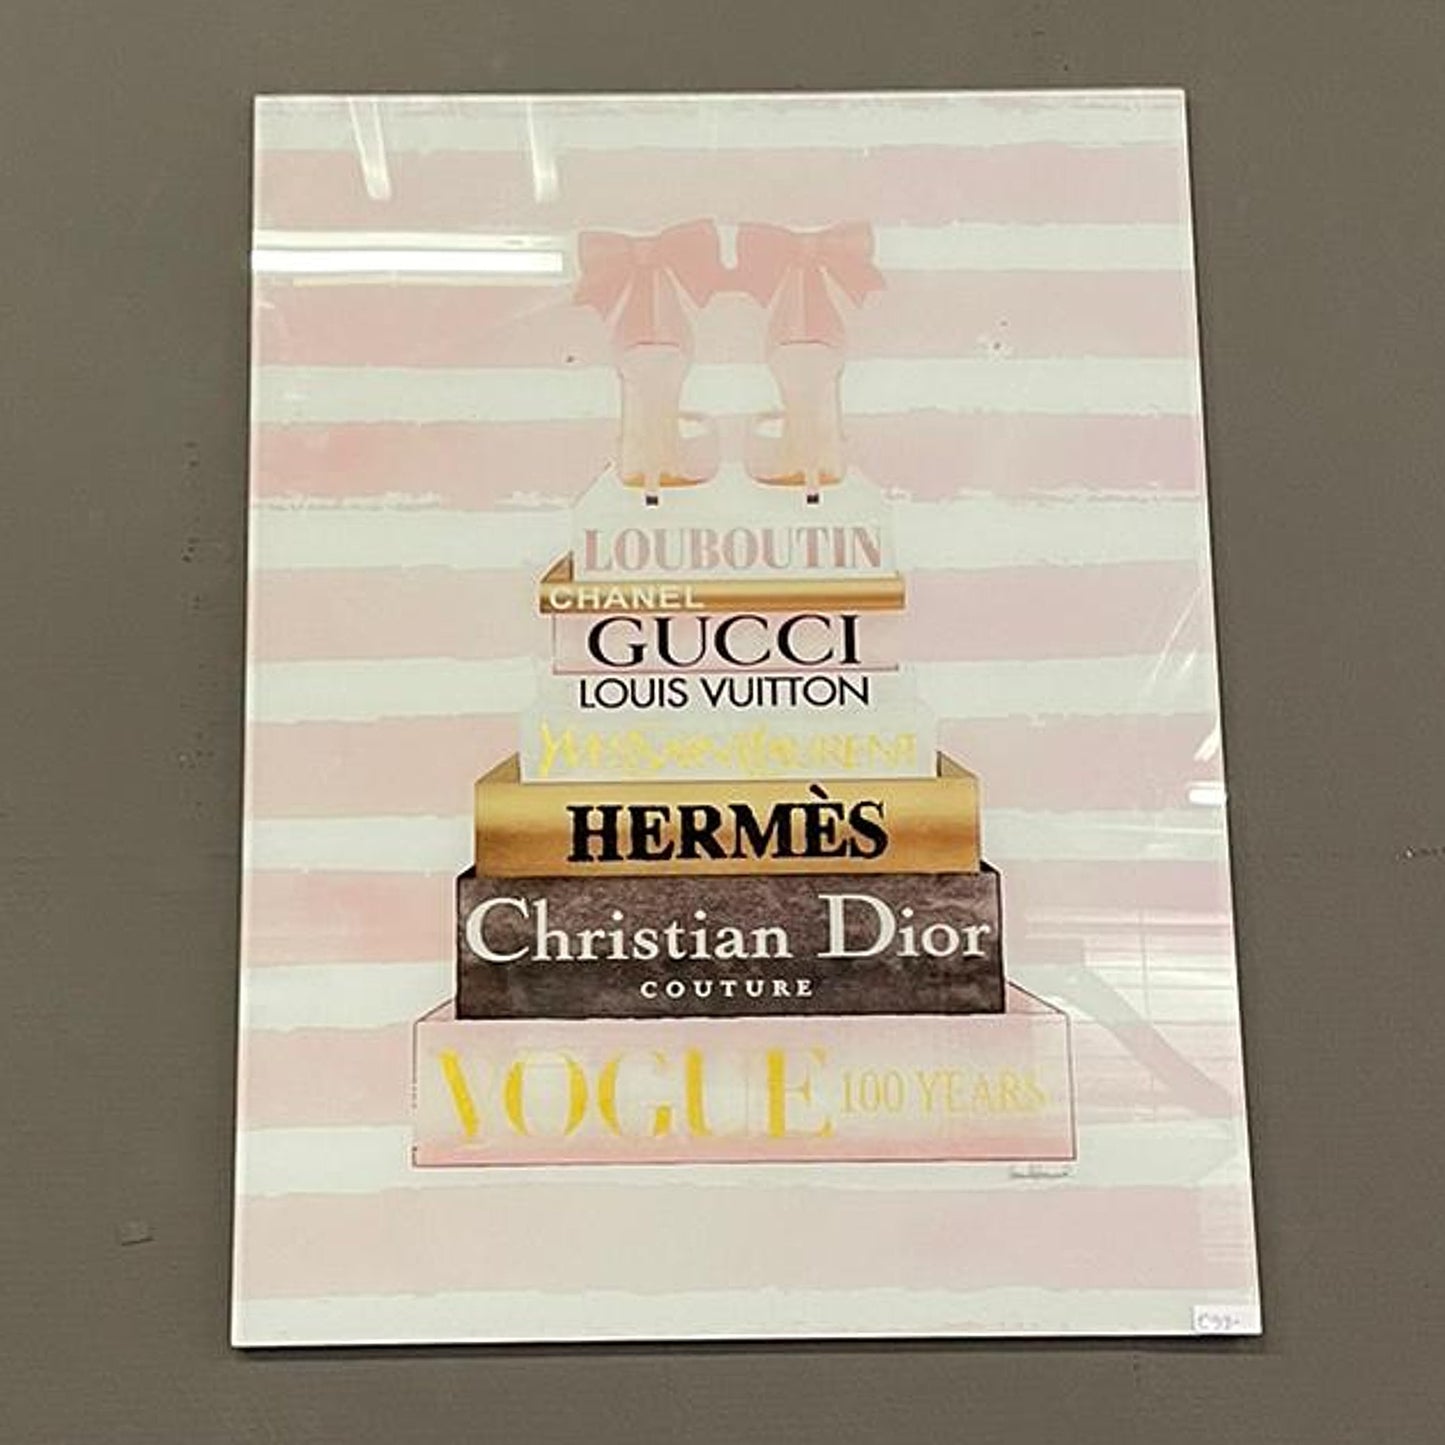 LOUBOUTIN
CHANEL
GUCCI
LOUIS VUITTON
YVES SAINT LAURENT
HERMÈS
Christian Dior
COUTURE
VOGUE 100 YEARS